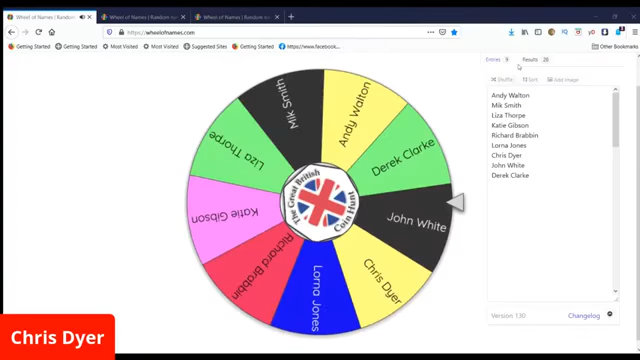 Wheel of Names | Random na
Wheel of Names | Random nam
Wheel of Names | Random nam
https://wheelofnames.com
Getting Started
Most Visited
Getting Started
Most Visited
Suggested Sites
Getting Started
https://www.facebook....
Other Bookmarks
Entries 9
Results 28
Shuffle
Sort
Add image
Andy Walton
Mik Smith
Liza Thorpe
Katie Gibson
Richard Brabbin
Lorna Jones
Chris Dyer
John White
Derek Clarke
Mik Smith
Andy Walton
Derek Clarke
John White
Chris Dyer
Lorna Jones
Richard Brabbin
Katie Gibson
Liza Thorpe
The Great British
Coin Hunt
Version 130
Changelog
Chris Dyer